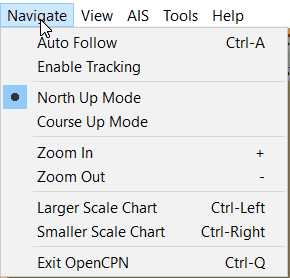 Navigate View AIS Tools Help
Auto Follow Ctrl-A
Enable Tracking
North Up Mode
Course Up Mode
Zoom In +
Zoom Out -
Larger Scale Chart Ctrl-Left
Smaller Scale Chart Ctrl-Right
Exit OpenCPN Ctrl-Q